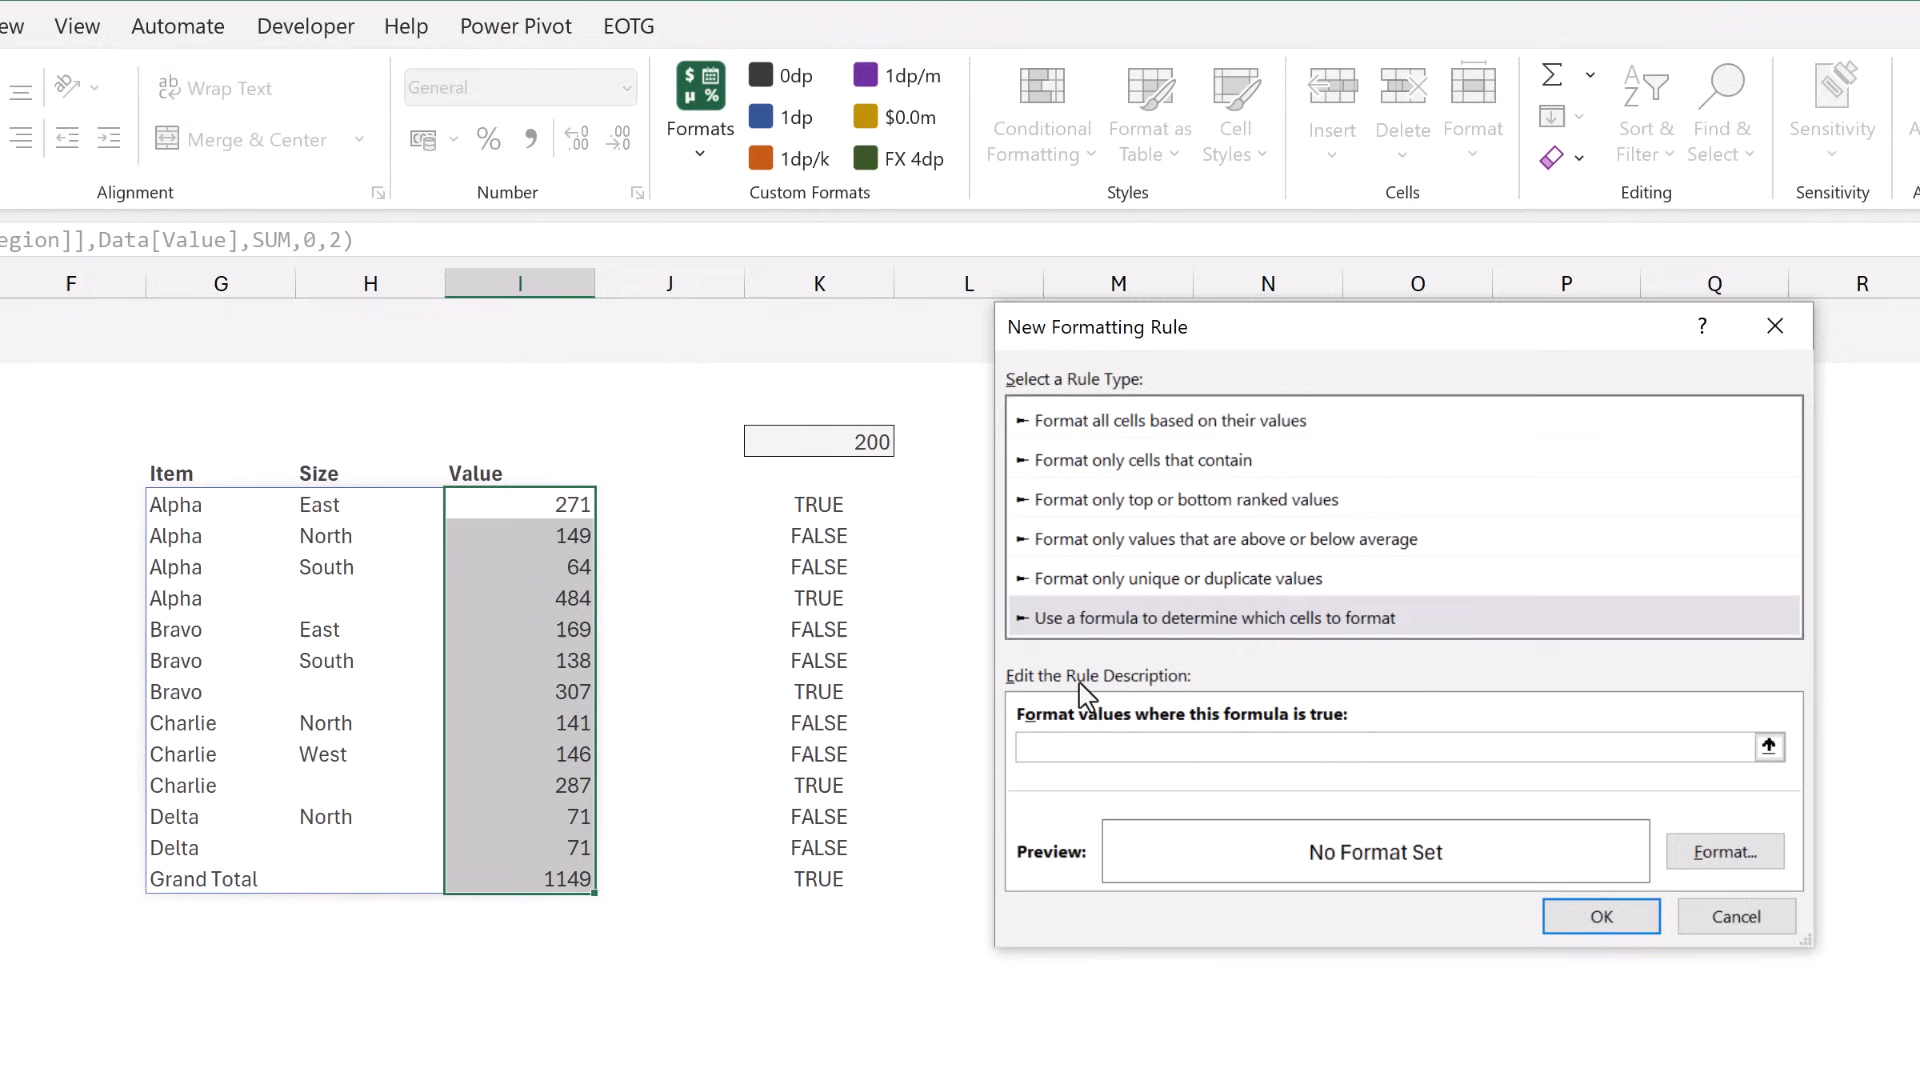 ew View Automate Developer Help Power Pivot EOTG
Wrap Text
Merge & Center
Alignment
General
Number
Formats
0dp 1dp/m
1dp $0.0m
1dp/k FX 4dp
Custom Formats
Conditional Formatting
Format as Table
Cell Styles
Styles
Insert Delete Format
Cells
Sort & Filter
Find & Select
Editing
Sensitivity
Sensitivity
egion]],Data[Value],SUM,0,2)
F G H I J K L M N O P Q R
200
Item Size Value
Alpha East 271 TRUE
Alpha North 149 FALSE
Alpha South 64 FALSE
Alpha 484 TRUE
Bravo East 169 FALSE
Bravo South 138 FALSE
Bravo 307 TRUE
Charlie North 141 FALSE
Charlie West 146 FALSE
Charlie 287 TRUE
Delta North 71 FALSE
Delta 71 FALSE
Grand Total 1149 TRUE
New Formatting Rule ?
Select a Rule Type:
► Format all cells based on their values
► Format only cells that contain
► Format only top or bottom ranked values
► Format only values that are above or below average
► Format only unique or duplicate values
► Use a formula to determine which cells to format
Edit the Rule Description:
Format values where this formula is true:
Preview: No Format Set Format...
OK Cancel